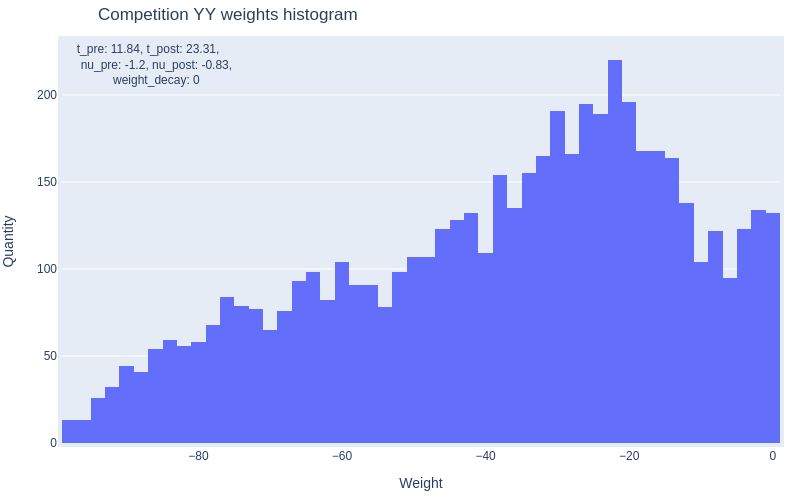 Competition YY weights histogram
t_pre: 11.84, t_post: 23.31,
nu_pre: -1.2, nu_post: -0.83,
weight_decay: 0
200
150
100
50
0
Quantity
−80
−60
−40
−20
0
Weight